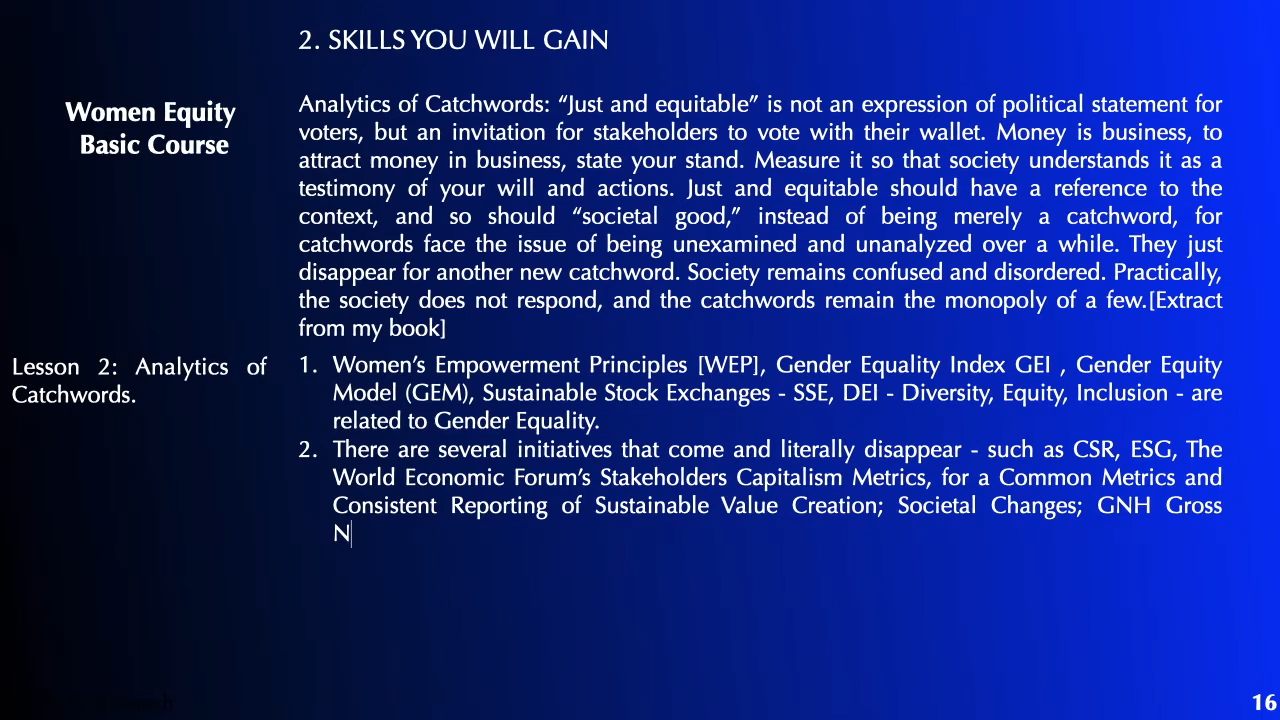 2. SKILLS YOU WILL GAIN
Women Equity
Basic Course
Analytics of Catchwords: “Just and equitable” is not an expression of political statement for
voters, but an invitation for stakeholders to vote with their wallet. Money is business, to
attract money in business, state your stand. Measure it so that society understands it as a
testimony of your will and actions. Just and equitable should have a reference to the
context, and so should “societal good,” instead of being merely a catchword, for
catchwords face the issue of being unexamined and unanalyzed over a while. They just
disappear for another new catchword. Society remains confused and disordered. Practically,
the society does not respond, and the catchwords remain the monopoly of a few.[Extract
from my book]
Lesson 2: Analytics of
Catchwords.
1. Women’s Empowerment Principles [WEP], Gender Equality Index GEI , Gender Equity
Model (GEM), Sustainable Stock Exchanges - SSE, DEI - Diversity, Equity, Inclusion - are
related to Gender Equality.
2. There are several initiatives that come and literally disappear - such as CSR, ESG, The
World Economic Forum’s Stakeholders Capitalism Metrics, for a Common Metrics and
Consistent Reporting of Sustainable Value Creation; Societal Changes; GNH Gross
N
16